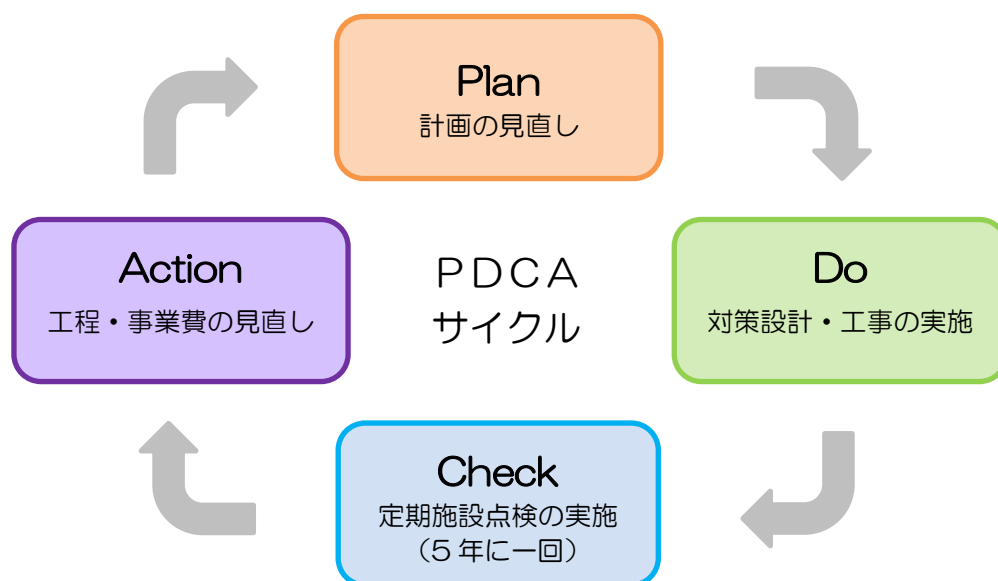 Plan
計画の見直し
Action
工程・事業費の見直し
PDCA
サイクル
Do
対策設計・工事の実施
Check
定期施設点検の実施
（5年に一回）